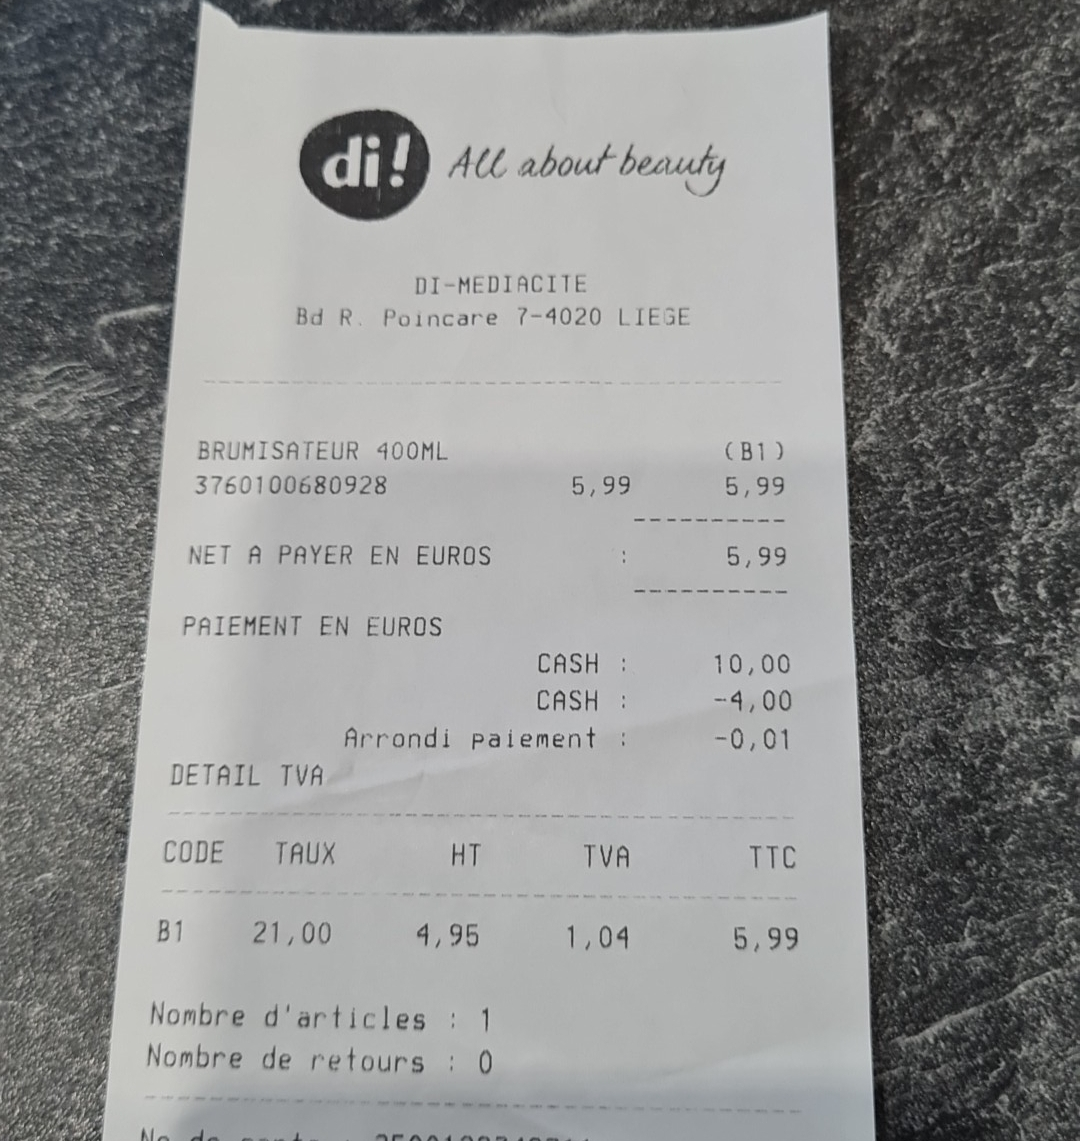 di! All about beauty
DI-MEDIACITE
Bd R. Poincare 7-4020 LIEGE
BRUMISATEUR 400ML (B1)
3760100680928 5,99 5,99
NET A PAYER EN EUROS : 5,99
PAIEMENT EN EUROS
CASH : 10,00
CASH : -4,00
Arrondi paiement : -0,01
DETAIL TVA
CODE TAUX HT TVA TTC
B1 21,00 4,95 1,04 5,99
Nombre d'articles : 1
Nombre de retours : 0